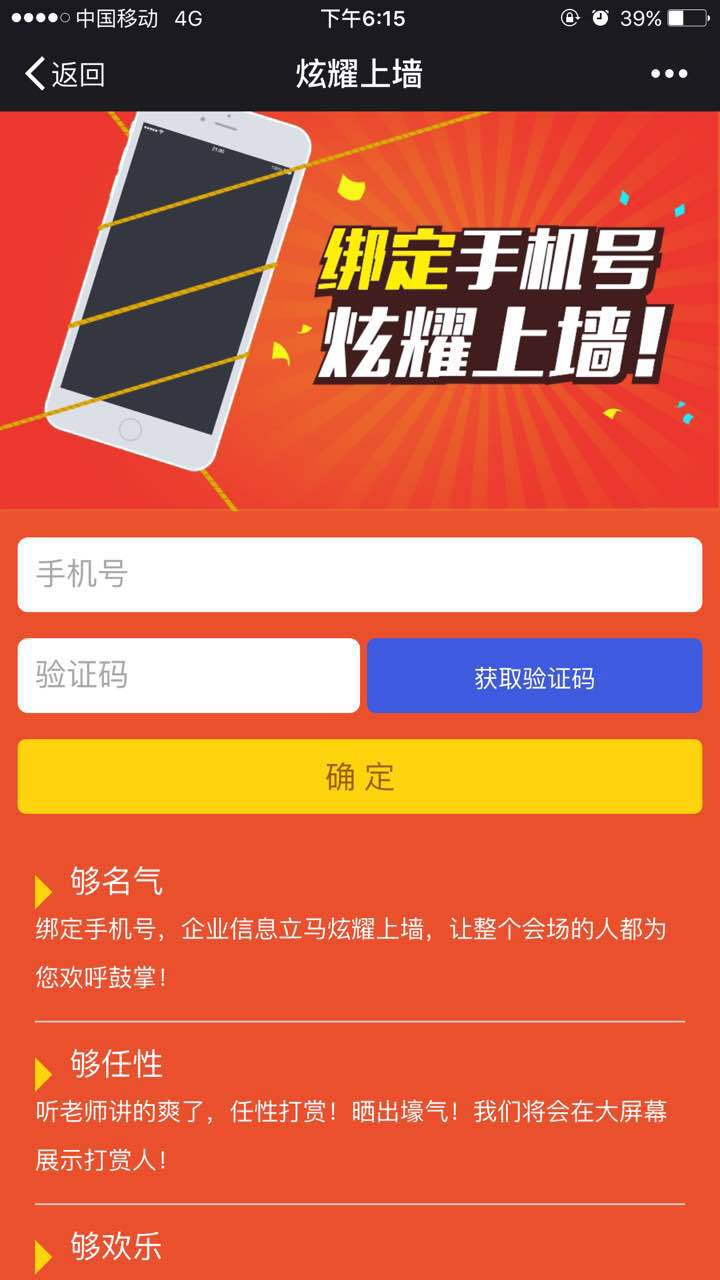 中国移动 4G 下午6:15 39%
返回 炫耀上墙
绑定手机号
炫耀上墙!
手机号
验证码 获取验证码
确定
够名气
绑定手机号，企业信息立马炫耀上墙，让整个会场的人都为
您欢呼鼓掌！
够任性
听老师讲的爽了，任性打赏！晒出壕气！我们将会在大屏幕
展示打赏人！
够欢乐